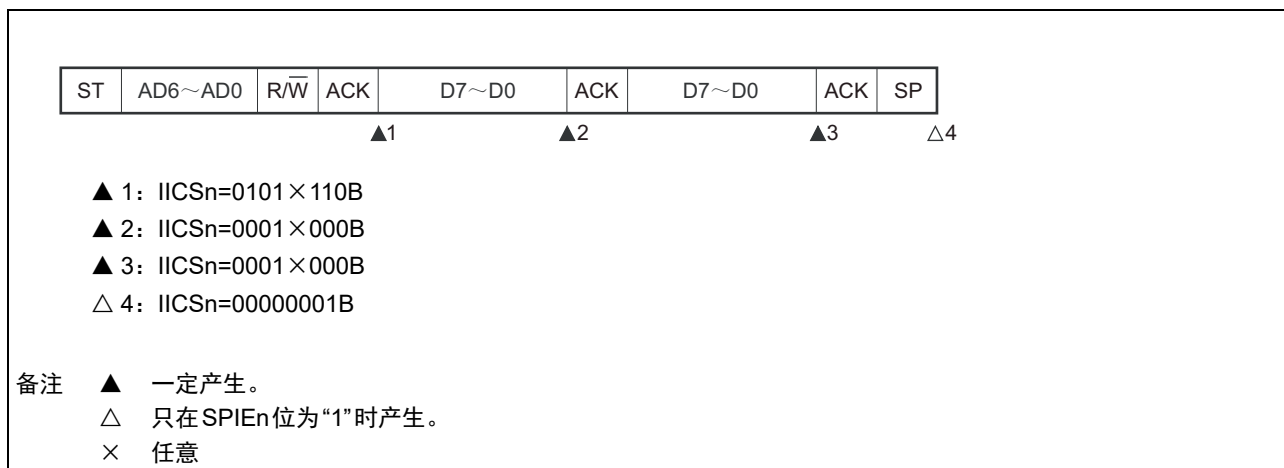 ST AD6～AD0 R/W̅ ACK D7～D0 ACK D7～D0 ACK SP
▲1 ▲2 ▲3 △4
▲ 1：IICSn=0101×110B
▲ 2：IICSn=0001×000B
▲ 3：IICSn=0001×000B
△ 4：IICSn=00000001B
备注 ▲ 一定产生。
△ 只在SPIEn位为“1”时产生。
× 任意